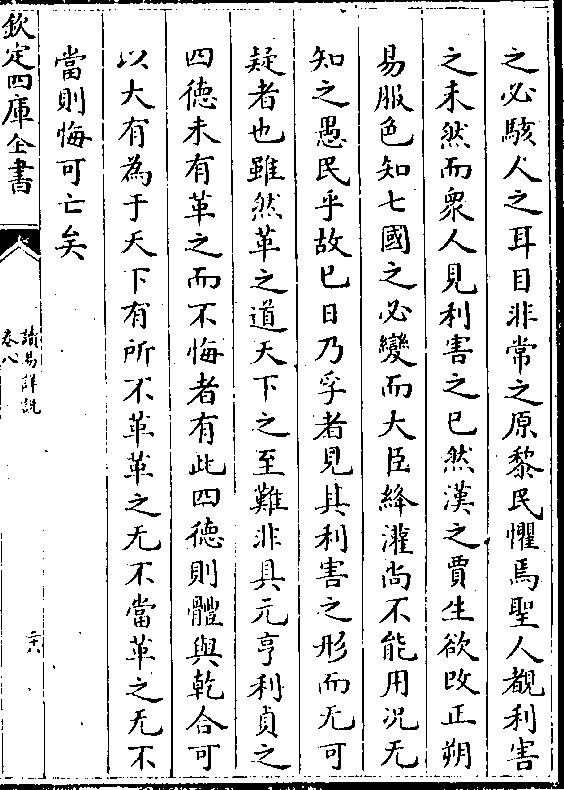 之必駭人之耳目非常之原黎民懼焉聖人覩利害
之未然而衆人見利害之已然漢之賈生欲改正朔
易服色知七國之必變而大臣絳灌尚不能用况无
知之愚民乎故已日乃孚者見其利害之形而无可
疑者也雖然革之道天下之至難非具元亨利貞之
四德未有革之而不悔者有此四德則體與乾合可
以大有為于天下有所不革革之无不當革之无不
當則悔可亡矣
欽定四庫全書
讀易詳說
卷八
二十八